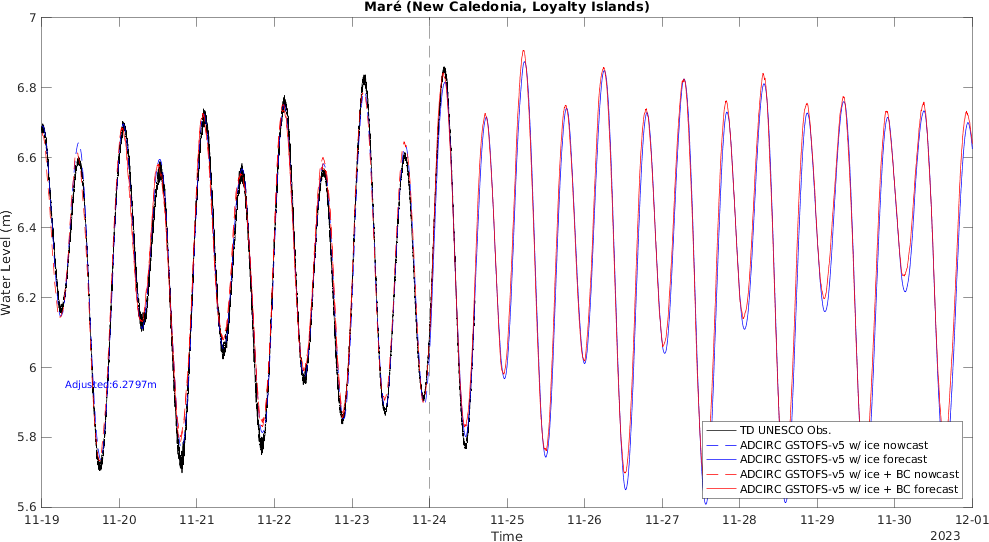 Maré (New Caledonia, Loyalty Islands)
7
6.8
6.6
6.4
6.2
6
5.8
5.6
Water Level (m)
Adjusted:6.2797m
TD UNESCO Obs.
ADCIRC GSTOFS-v5 w/ ice nowcast
ADCIRC GSTOFS-v5 w/ ice forecast
ADCIRC GSTOFS-v5 w/ ice + BC nowcast
ADCIRC GSTOFS-v5 w/ ice + BC forecast
11-19 11-20 11-21 11-22 11-23 11-24 11-25 11-26 11-27 11-28 11-29 11-30 12-01
Time
2023